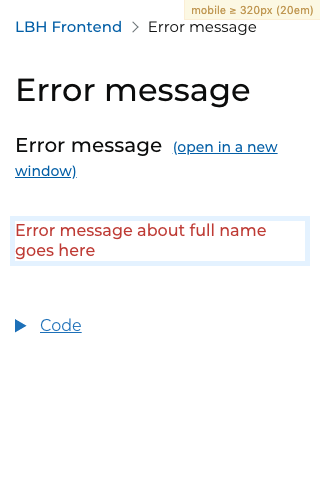 mobile ≥ 320px (20em)
LBH Frontend > Error message
Error message
Error message (open in a new
window)
Error message about full name
goes here
Code